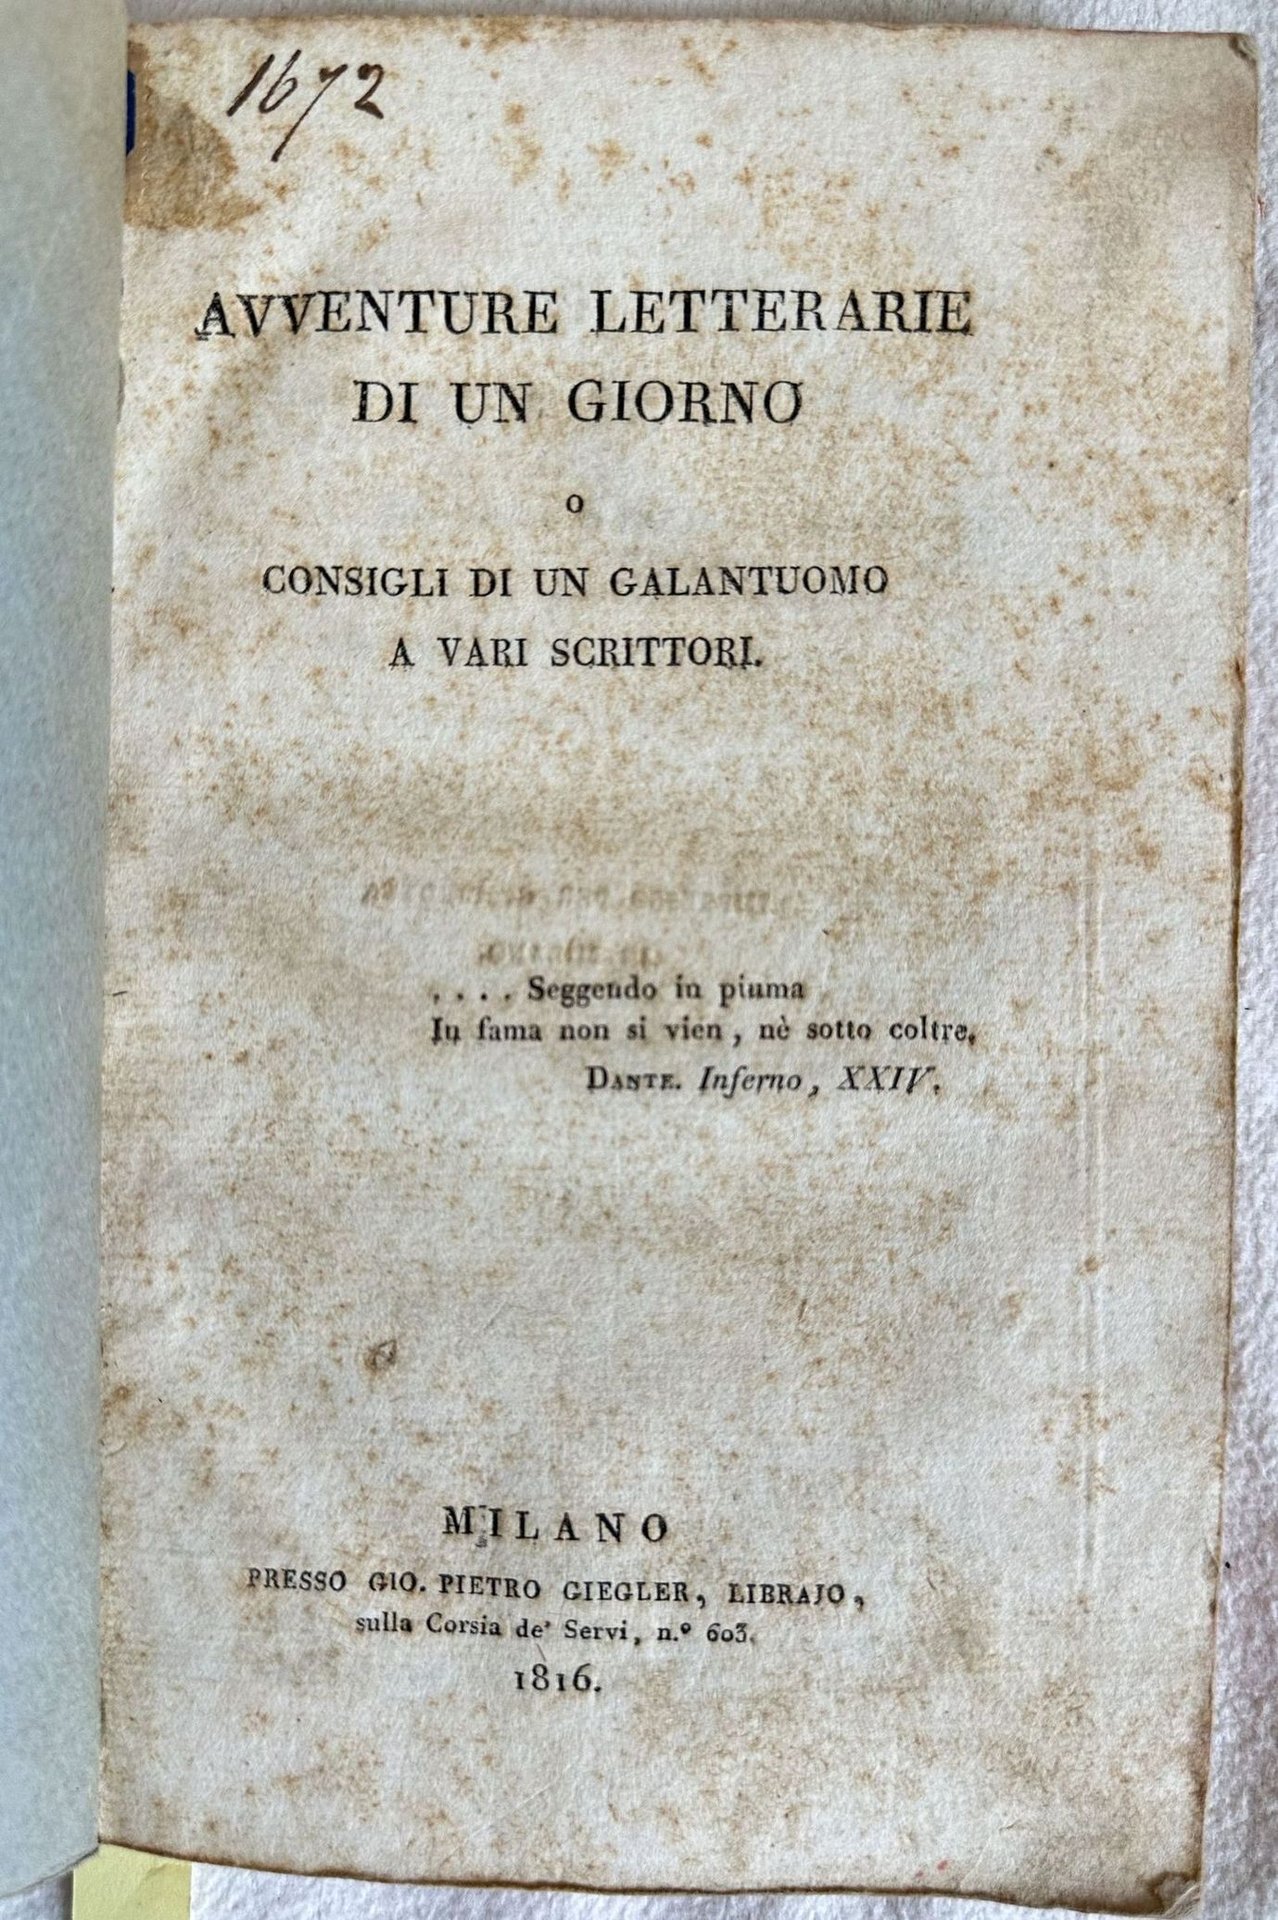 1672
AVVENTURE LETTERARIE
DI UN GIORNO
O
CONSIGLI DI UN GALANTUOMO
A VARI SCRITTORI.
. . . . Seggendo in piuma
In fama non si vien, nè sotto coltre.
DANTE. Inferno, XXIV.
MILANO
PRESSO GIO. PIETRO GIEGLER, LIBRAJO,
sulla Corsia de' Servi, n.º 603.
1816.